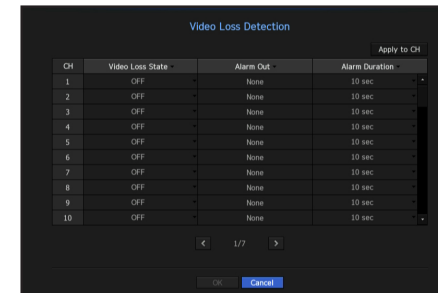 Video Loss Detection
Apply to CH
CH Video Loss State Alarm Out Alarm Duration
1 OFF None 10 sec
2 OFF None 10 sec
3 OFF None 10 sec
4 OFF None 10 sec
5 OFF None 10 sec
6 OFF None 10 sec
7 OFF None 10 sec
8 OFF None 10 sec
9 OFF None 10 sec
10 OFF None 10 sec
< 1/7 >
OK Cancel